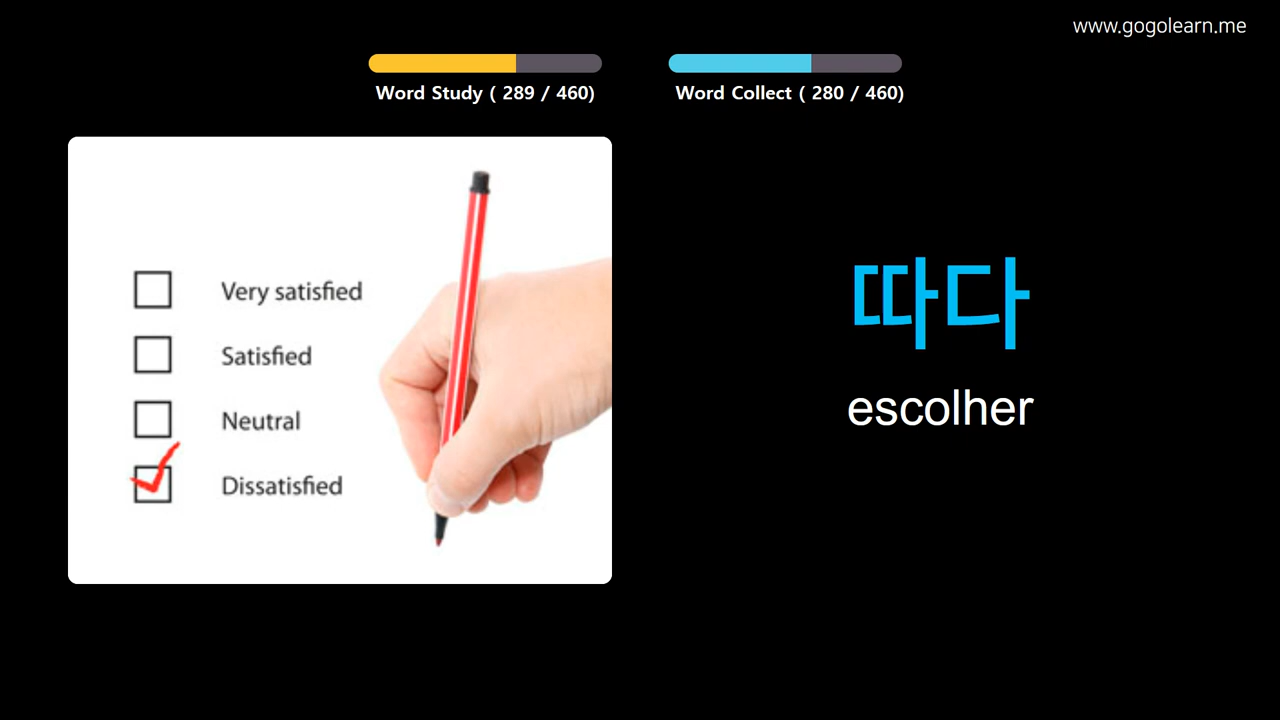 www.gogolearn.me
Word Study ( 289 / 460)
Word Collect ( 280 / 460)
Very satisfied
Satisfied
Neutral
Dissatisfied
따다
escolher